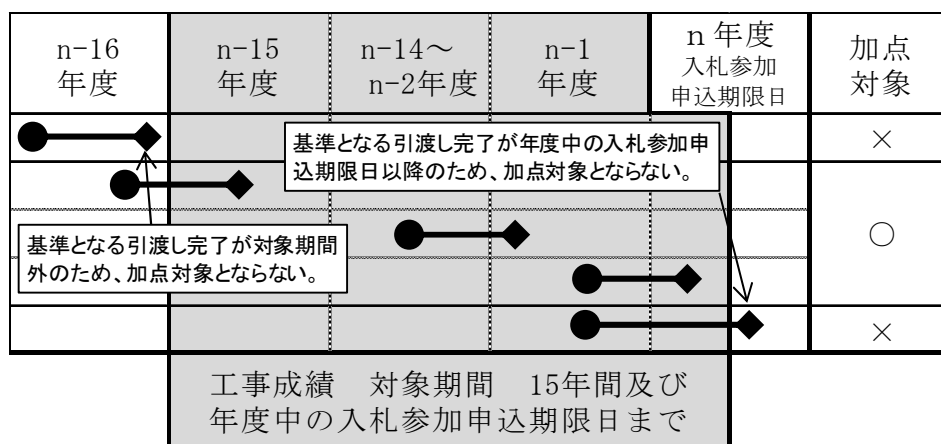 n-16
年度
n-15
年度
n-14～
n-2年度
n-1
年度
n 年度
入札参加
申込期限日
加点
対象
×
基準となる引渡し完了が年度中の入札参加申
込期限日以降のため、加点対象とならない。
基準となる引渡し完了が対象期間
外のため、加点対象とならない。
○
×
工事成績　対象期間　15年間及び
年度中の入札参加申込期限日まで